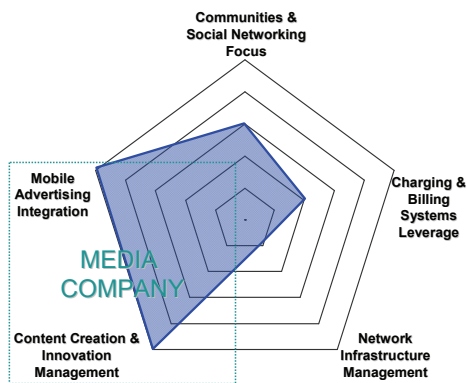 Communities &
Social Networking
Focus
Mobile
Advertising
Integration
Charging &
Billing
Systems
Leverage
MEDIA
COMPANY
Content Creation &
Innovation
Management
Network
Infrastructure
Management